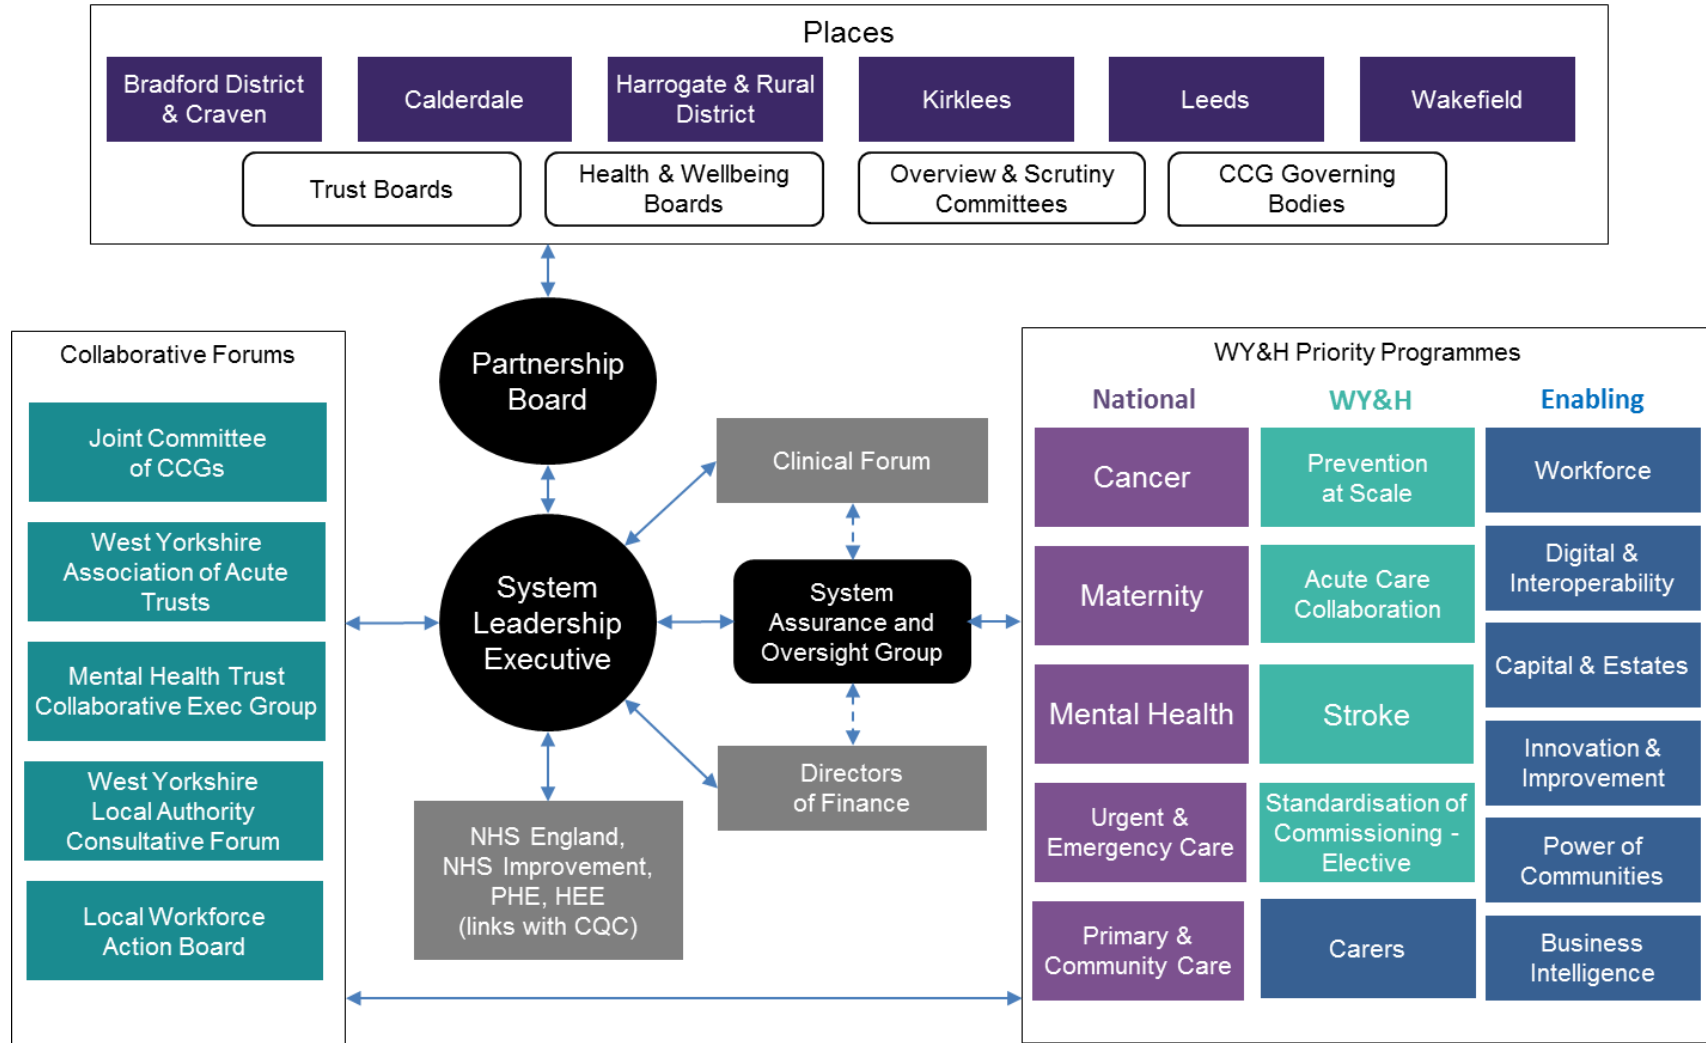 Places
Bradford District
& Craven
Calderdale
Harrogate & Rural
District
Kirklees
Leeds
Wakefield
Trust Boards
Health & Wellbeing
Boards
Overview & Scrutiny
Committees
CCG Governing
Bodies
Partnership
Board
System
Leadership
Executive
Collaborative Forums
Joint Committee
of CCGs
West Yorkshire
Association of Acute
Trusts
Mental Health Trust
Collaborative Exec Group
West Yorkshire
Local Authority
Consultative Forum
Local Workforce
Action Board
Clinical Forum
System
Assurance and
Oversight Group
Directors
of Finance
NHS England,
NHS Improvement,
PHE, HEE
(links with CQC)
WY&H Priority Programmes
National
Cancer
Maternity
Mental Health
Urgent &
Emergency Care
Primary &
Community Care
WY&H
Prevention
at Scale
Acute Care
Collaboration
Stroke
Standardisation of
Commissioning -
Elective
Carers
Enabling
Workforce
Digital &
Interoperability
Capital & Estates
Innovation &
Improvement
Power of
Communities
Business
Intelligence